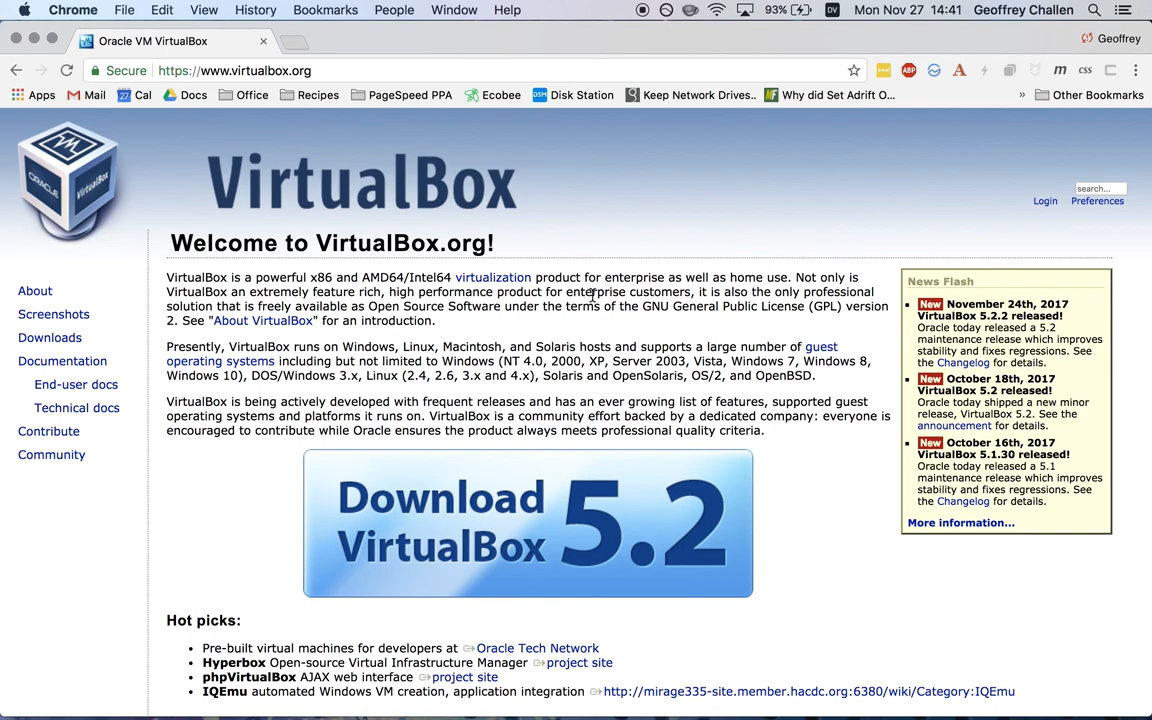 Chrome File Edit View History Bookmarks People Window Help 93% DV Mon Nov 27 14:41 Geoffrey Challen
Oracle VM VirtualBox Geoffrey
Secure https://www.virtualbox.org ABP A m css
Apps Mail 27 Cal Docs Office Recipes PageSpeed PPA Ecobee DSM Disk Station Keep Network Drives.. Why did Set Adrift O... » Other Bookmarks
ORACLE VirtualBox
VirtualBox
search...
Login Preferences
Welcome to VirtualBox.org!
About
Screenshots
Downloads
Documentation
End-user docs
Technical docs
Contribute
Community
VirtualBox is a powerful x86 and AMD64/Intel64 virtualization product for enterprise as well as home use. Not only is
VirtualBox an extremely feature rich, high performance product for enterprise customers, it is also the only professional
solution that is freely available as Open Source Software under the terms of the GNU General Public License (GPL) version
2. See "About VirtualBox" for an introduction.
Presently, VirtualBox runs on Windows, Linux, Macintosh, and Solaris hosts and supports a large number of guest
operating systems including but not limited to Windows (NT 4.0, 2000, XP, Server 2003, Vista, Windows 7, Windows 8,
Windows 10), DOS/Windows 3.x, Linux (2.4, 2.6, 3.x and 4.x), Solaris and OpenSolaris, OS/2, and OpenBSD.
VirtualBox is being actively developed with frequent releases and has an ever growing list of features, supported guest
operating systems and platforms it runs on. VirtualBox is a community effort backed by a dedicated company: everyone is
encouraged to contribute while Oracle ensures the product always meets professional quality criteria.
Download
VirtualBox 5.2
Hot picks:
• Pre-built virtual machines for developers at Oracle Tech Network
• Hyperbox Open-source Virtual Infrastructure Manager project site
• phpVirtualBox AJAX web interface project site
• IQEmu automated Windows VM creation, application integration http://mirage335-site.member.hacdc.org:6380/wiki/Category:IQEmu
News Flash
New November 24th, 2017
VirtualBox 5.2.2 released!
Oracle today released a 5.2
maintenance release which improves
stability and fixes regressions. See
the Changelog for details.
New October 18th, 2017
VirtualBox 5.2 released!
Oracle today shipped a new minor
release, VirtualBox 5.2. See the
announcement for details.
New October 16th, 2017
VirtualBox 5.1.30 released!
Oracle today released a 5.1
maintenance release which improves
stability and fixes regressions. See
the Changelog for details.
More information...